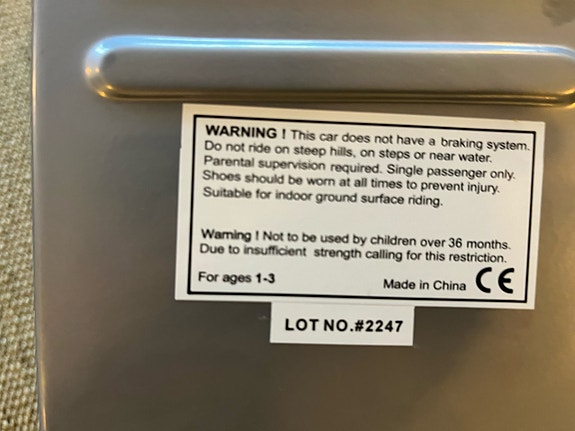 WARNING ! This car does not have a braking system.
Do not ride on steep hills, on steps or near water.
Parental supervision required. Single passenger only.
Shoes should be worn at all times to prevent injury.
Suitable for indoor ground surface riding.
Warning ! Not to be used by children over 36 months.
Due to insufficient strength calling for this restriction.
For ages 1-3
Made in China CE
LOT NO.#2247